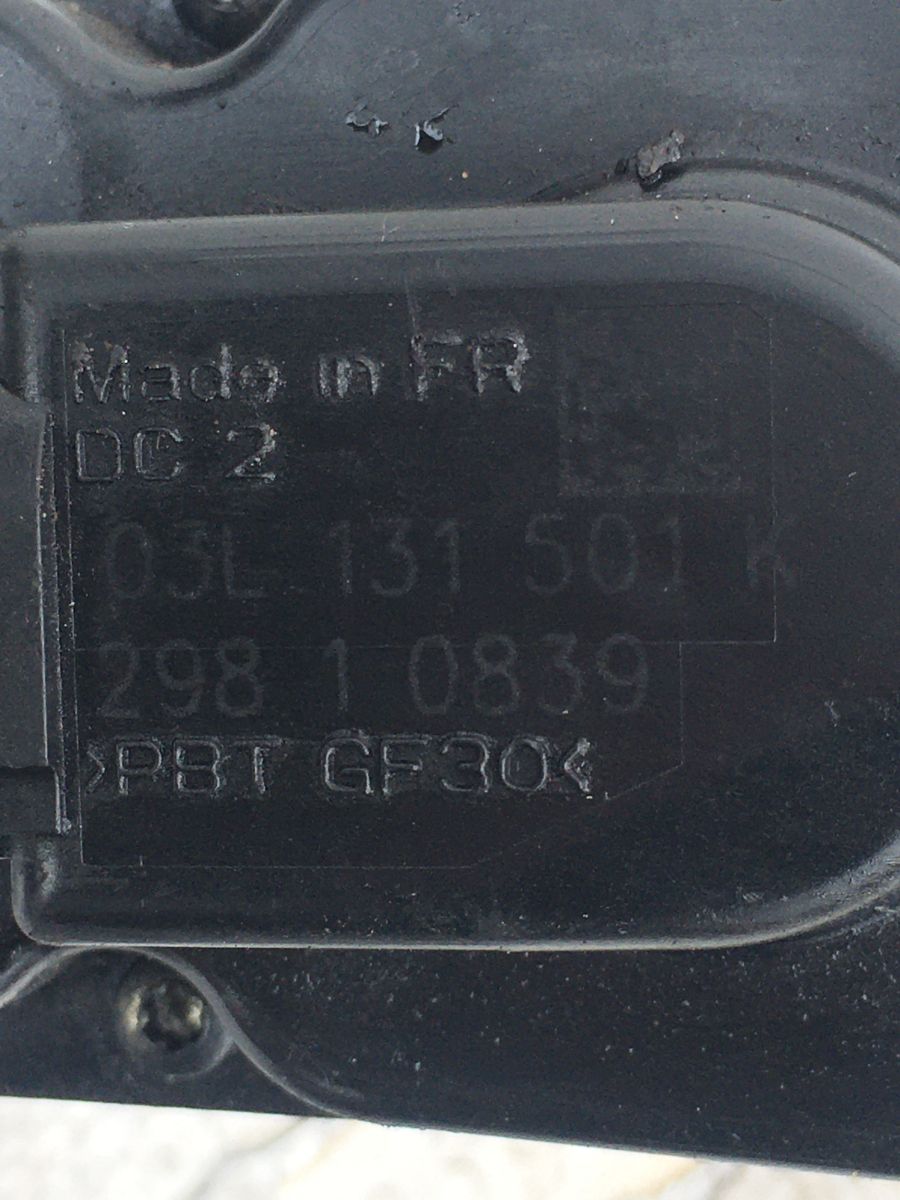 Made in FR
DC 2
03L 131 501 K
298 1 0839
>PBT GF30<